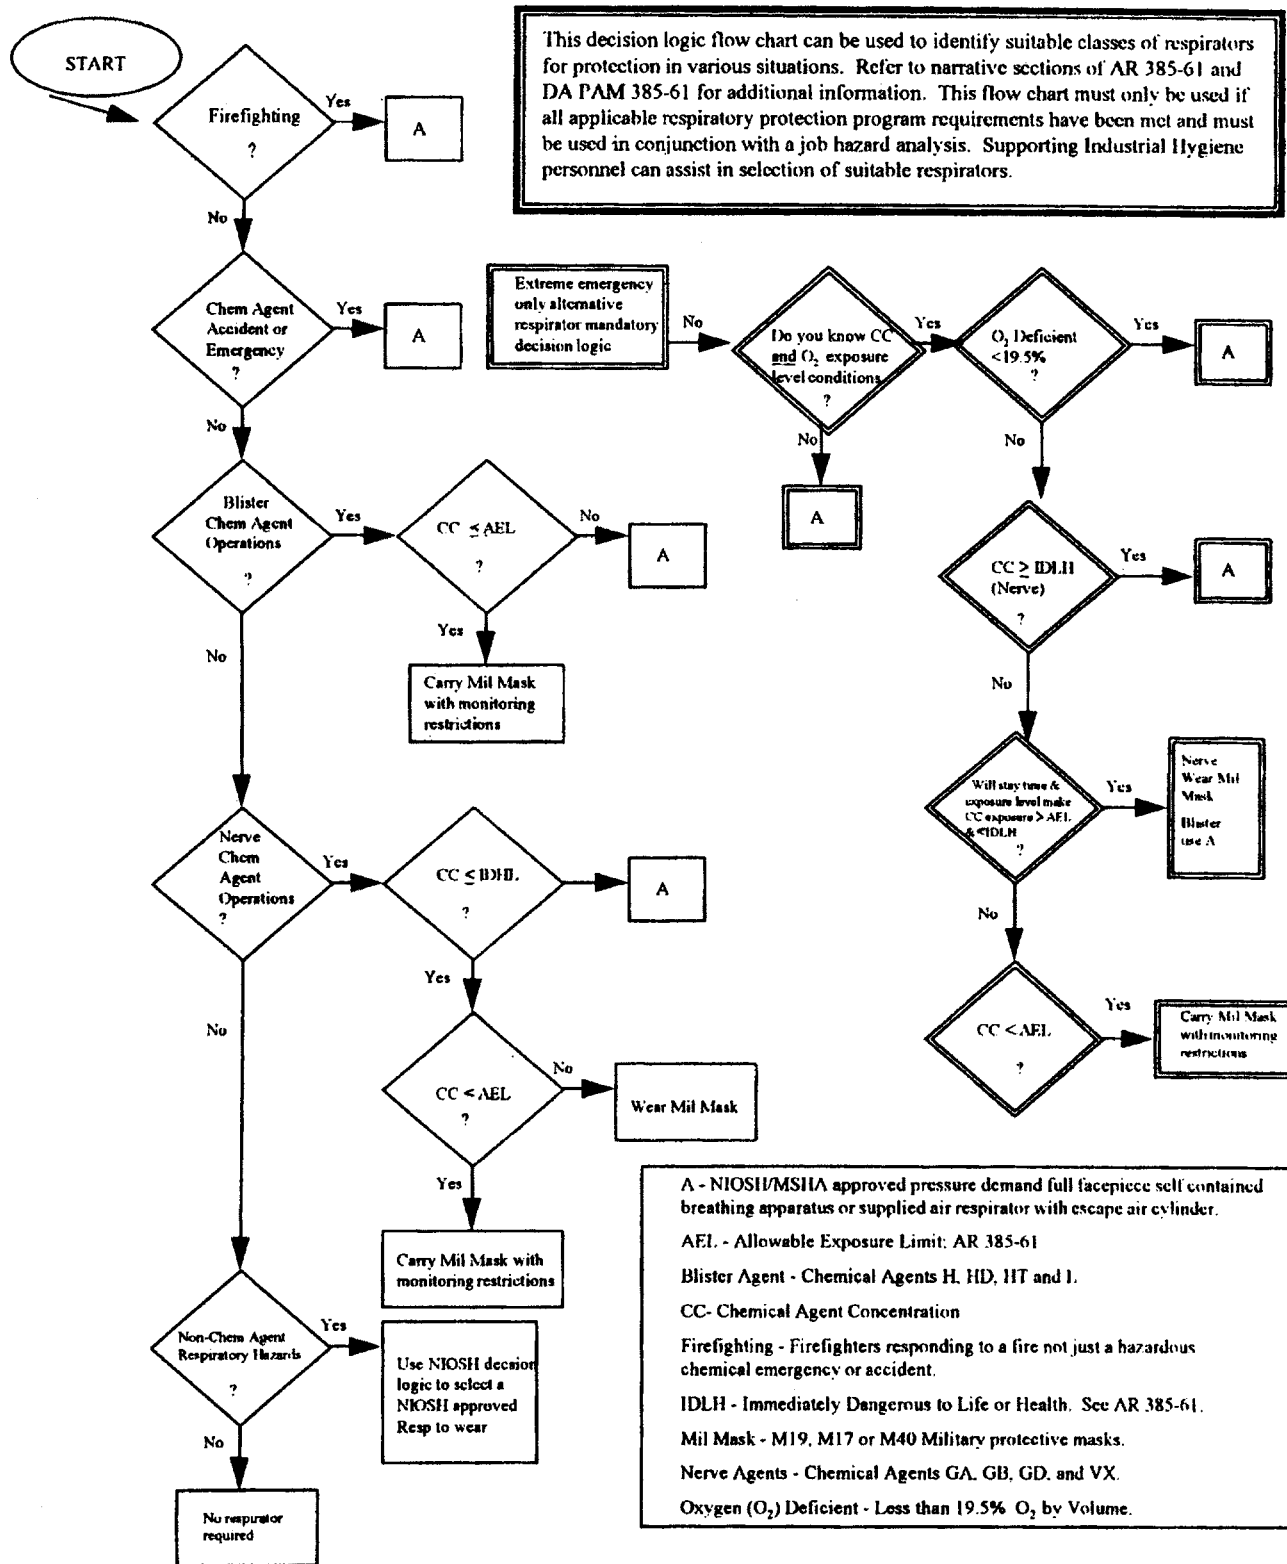 This decision logic flow chart can be used to identify suitable classes of respirators
for protection in various situations. Refer to narrative sections of AR 385-61 and
DA PAM 385-61 for additional information. This flow chart must only be used if
all applicable respiratory protection program requirements have been met and must
be used in conjunction with a job hazard analysis. Supporting Industrial Hygiene
personnel can assist in selection of suitable respirators.
START
Firefighting
?
Yes
A
No
Chem Agent
Accident or
Emergency
?
Yes
A
No
Blister
Chem Agent
Operations
?
Yes
CC ≤ AEL
?
No
A
Yes
Carry Mil Mask
with monitoring
restrictions
No
Nerve
Chem
Agent
Operations
?
Yes
CC ≤ IDHL
?
A
Yes
CC < AEL
?
No
Wear Mil Mask
Yes
Carry Mil Mask with
monitoring restrictions
No
Non-Chem Agent
Respiratory Hazards
?
Yes
Use NIOSH decision
logic to select a
NIOSH approved
Resp to wear
No
No respirator
required
Extreme emergency
only alternative
respirator mandatory
decision logic
No
Do you know CC
and O₂ exposure
level conditions
?
No
A
Yes
O₂ Deficient
<19.5%
?
Yes
A
No
CC ≥ IDLH
(Nerve)
?
Yes
A
No
Will stay time &
exposure level make
CC exposure > AEL
& <IDLH
?
Yes
Nerve
Wear Mil
Mask
Blister
use A
No
CC < AEL
?
Yes
Carry Mil Mask
with monitoring
restrictions
A - NIOSH/MSHA approved pressure demand full facepiece self contained
breathing apparatus or supplied air respirator with escape air cylinder.
AEL - Allowable Exposure Limit; AR 385-61
Blister Agent - Chemical Agents H, HD, HT and L
CC- Chemical Agent Concentration
Firefighting - Firefighters responding to a fire not just a hazardous
chemical emergency or accident.
IDLH - Immediately Dangerous to Life or Health. See AR 385-61.
Mil Mask - M19, M17 or M40 Military protective masks.
Nerve Agents - Chemical Agents GA, GB, GD, and VX.
Oxygen (O₂) Deficient - Less than 19.5% O₂ by Volume.